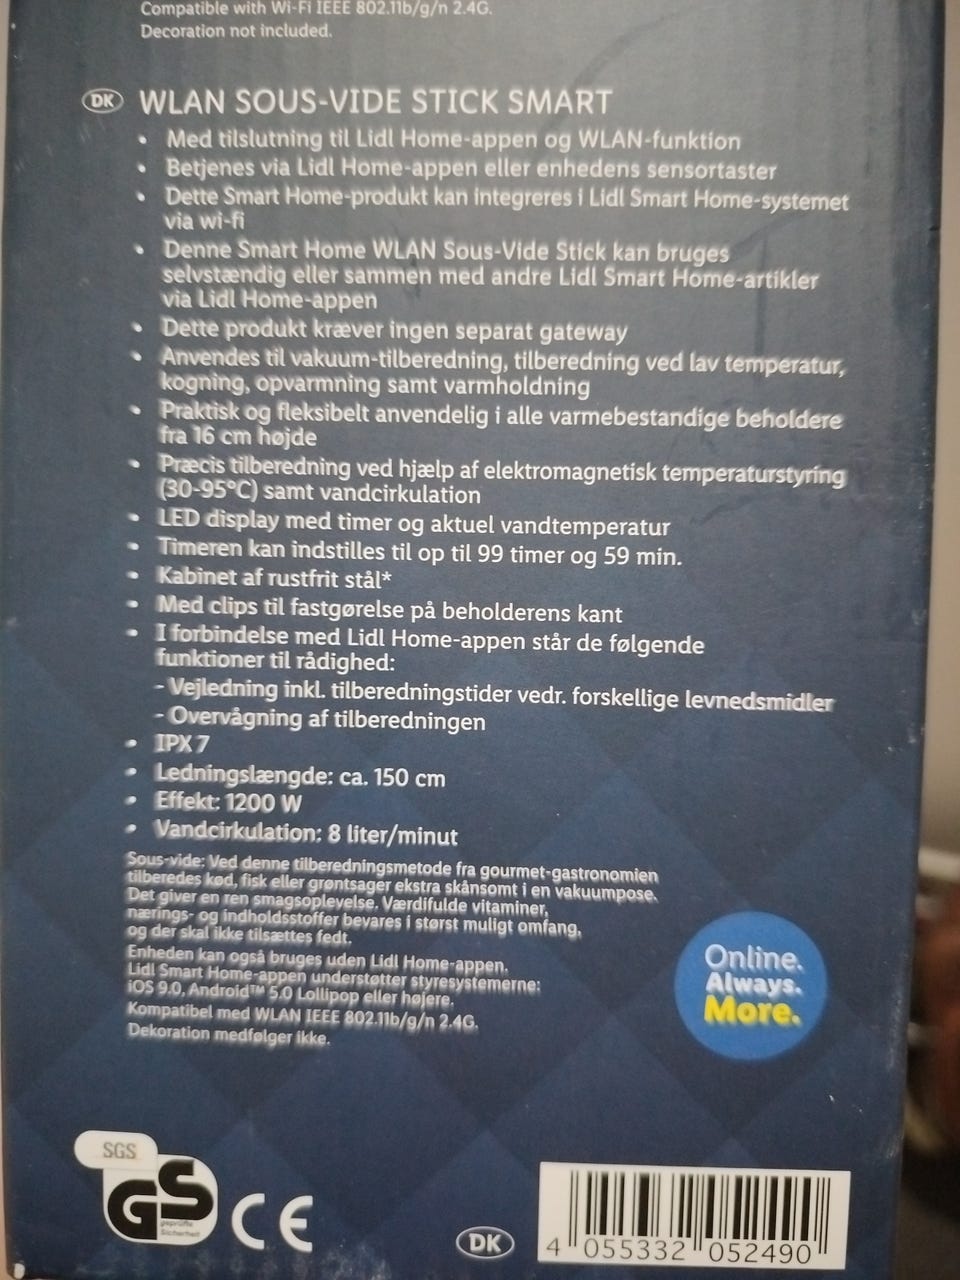 Compatible with Wi-Fi IEEE 802.11b/g/n 2.4G.
Decoration not included.
DK WLAN SOUS-VIDE STICK SMART
• Med tilslutning til Lidl Home-appen og WLAN-funktion
• Betjenes via Lidl Home-appen eller enhedens sensortaster
• Dette Smart Home-produkt kan integreres i Lidl Smart Home-systemet
via wi-fi
• Denne Smart Home WLAN Sous-Vide Stick kan bruges
selvstændig eller sammen med andre Lidl Smart Home-artikler
via Lidl Home-appen
• Dette produkt kræver ingen separat gateway
• Anvendes til vakuum-tilberedning, tilberedning ved lav temperatur,
kogning, opvarmning samt varmholdning
• Praktisk og fleksibelt anvendelig i alle varmebestandige beholdere
fra 16 cm højde
• Præcis tilberedning ved hjælp af elektromagnetisk temperaturstyring
(30-95°C) samt vandcirkulation
• LED display med timer og aktuel vandtemperatur
• Timeren kan indstilles til op til 99 timer og 59 min.
• Kabinet af rustfrit stål*
• Med clips til fastgørelse på beholderens kant
• I forbindelse med Lidl Home-appen står de følgende
funktioner til rådighed:
- Vejledning inkl. tilberedningstider vedr. forskellige levnedsmidler
- Overvågning af tilberedningen
• IPX7
• Ledningslængde: ca. 150 cm
• Effekt: 1200 W
• Vandcirkulation: 8 liter/minut
Sous-vide: Ved denne tilberedningsmetode fra gourmet-gastronomien
tilberedes kød, fisk eller grøntsager ekstra skånsomt i en vakuumpose.
Det giver en ren smagsoplevelse. Værdifulde vitaminer,
nærings- og indholdsstoffer bevares i størst muligt omfang,
og der skal ikke tilsættes fedt.
Enheden kan også bruges uden Lidl Home-appen.
Lidl Smart Home-appen understøtter styresystemerne:
iOS 9.0, Android™ 5.0 Lollipop eller højere.
Kompatibel med WLAN IEEE 802.11b/g/n 2.4G.
Dekoration medfølger ikke.
Online.
Always.
More.
SGS
GS
geprüfte
Sicherheit
CE
DK
4 055332 052490